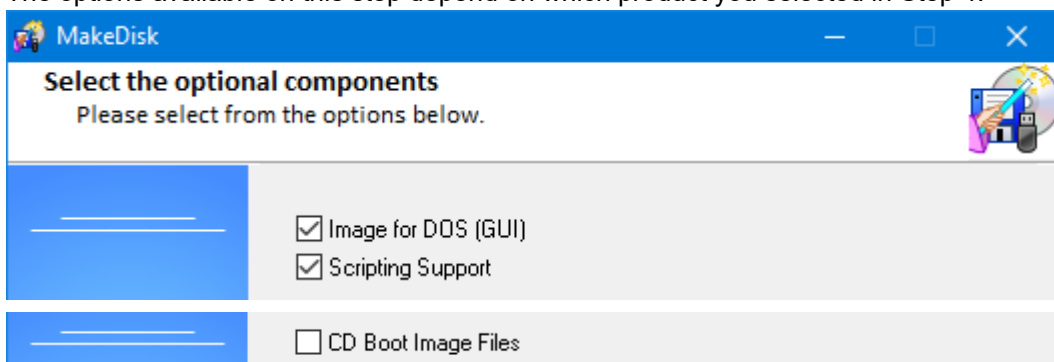 The options available on this step depend on which product you selected in Step 4.
MakeDisk
Select the optional components
Please select from the options below.
Image for DOS (GUI)
Scripting Support
CD Boot Image Files